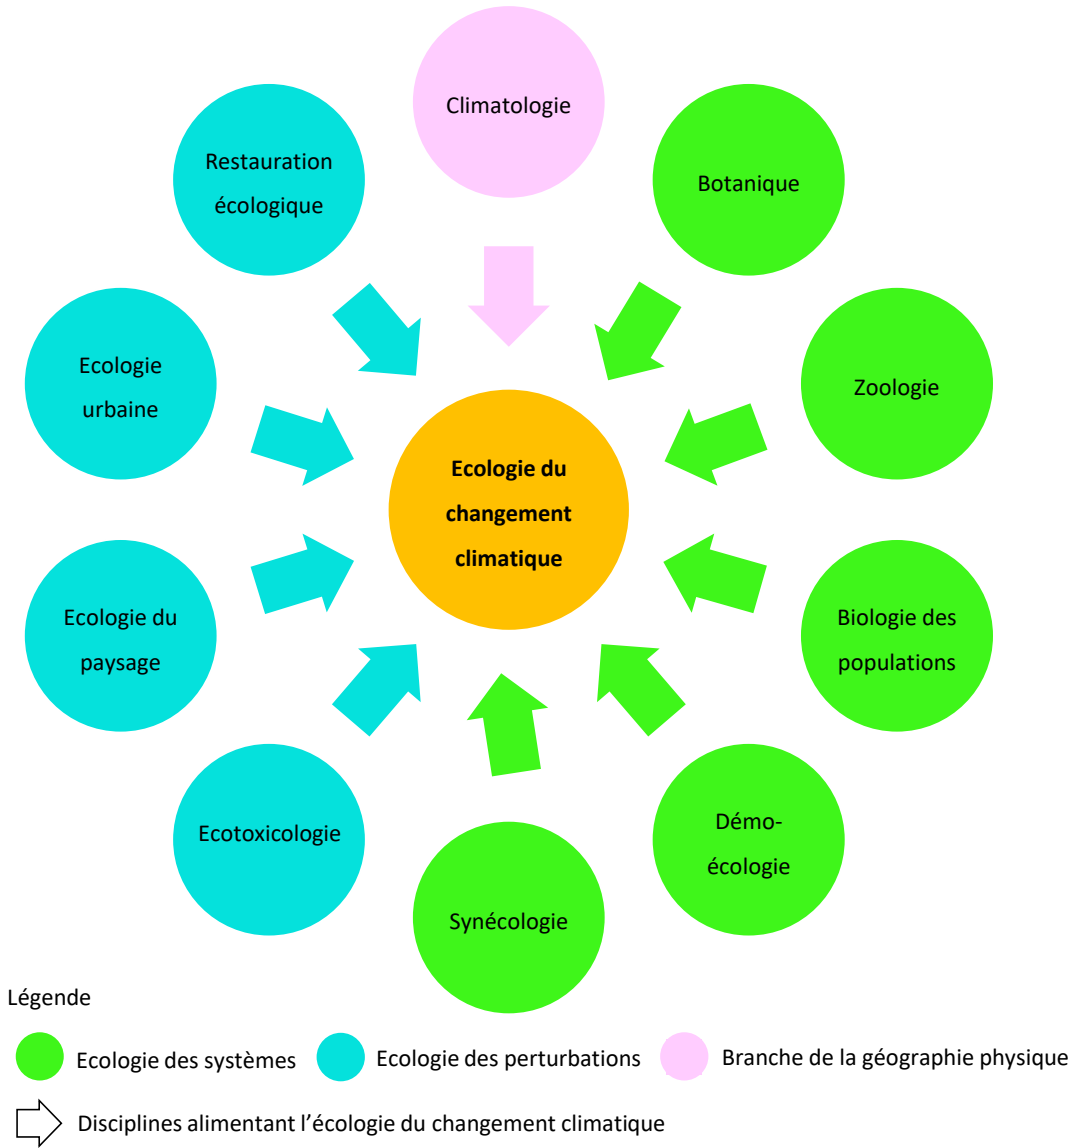 Climatologie
Restauration
écologique
Botanique
Ecologie
urbaine
Zoologie
Ecologie du
changement
climatique
Ecologie du
paysage
Biologie des
populations
Ecotoxicologie
Démo-
écologie
Synécologie
Légende
Ecologie des systèmes
Ecologie des perturbations
Branche de la géographie physique
Disciplines alimentant l'écologie du changement climatique